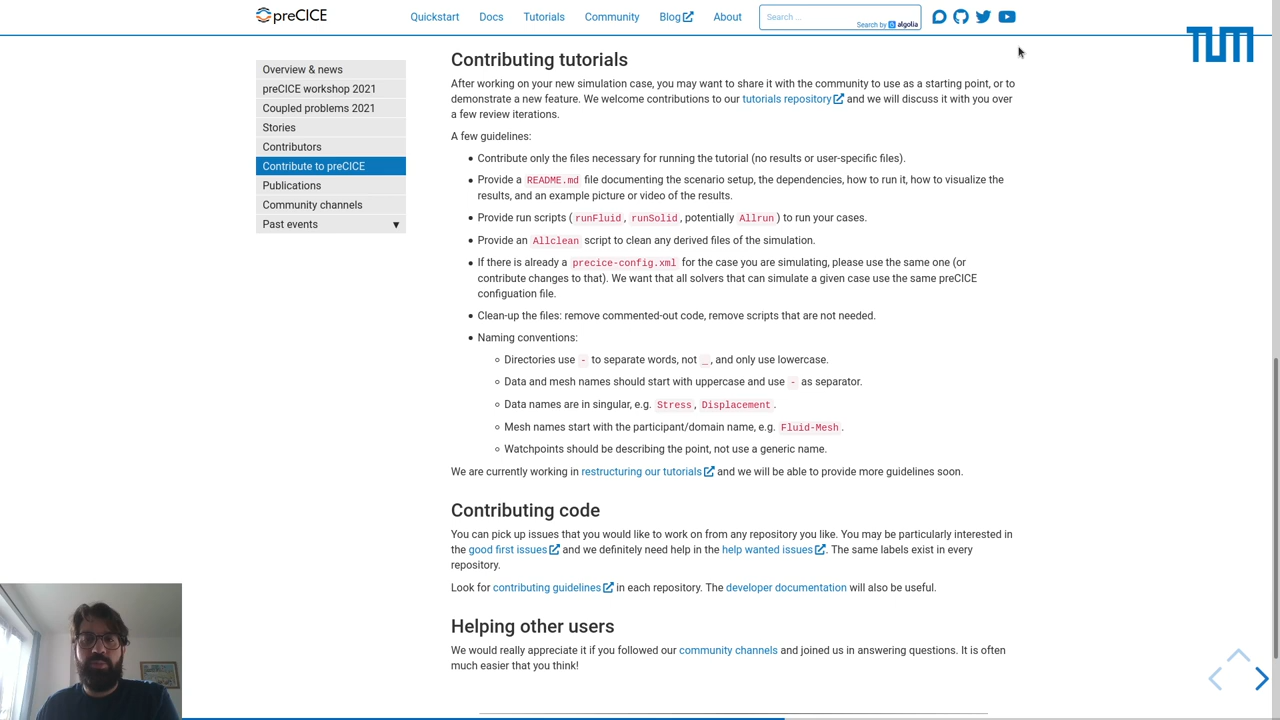 preCICE
Quickstart Docs Tutorials Community Blog About
Search ...
Search by algolia
TUM
Overview & news
preCICE workshop 2021
Coupled problems 2021
Stories
Contributors
Contribute to preCICE
Publications
Community channels
Past events ▼
Contributing tutorials
After working on your new simulation case, you may want to share it with the community to use as a starting point, or to
demonstrate a new feature. We welcome contributions to our tutorials repository and we will discuss it with you over
a few review iterations.
A few guidelines:
Contribute only the files necessary for running the tutorial (no results or user-specific files).
Provide a README.md file documenting the scenario setup, the dependencies, how to run it, how to visualize the
results, and an example picture or video of the results.
Provide run scripts ( runFluid, runSolid, potentially Allrun ) to run your cases.
Provide an Allclean script to clean any derived files of the simulation.
If there is already a precice-config.xml for the case you are simulating, please use the same one (or
contribute changes to that). We want that all solvers that can simulate a given case use the same preCICE
configuation file.
Clean-up the files: remove commented-out code, remove scripts that are not needed.
Naming conventions:
Directories use - to separate words, not _, and only use lowercase.
Data and mesh names should start with uppercase and use - as separator.
Data names are in singular, e.g. Stress, Displacement.
Mesh names start with the participant/domain name, e.g. Fluid-Mesh.
Watchpoints should be describing the point, not use a generic name.
We are currently working in restructuring our tutorials and we will be able to provide more guidelines soon.
Contributing code
You can pick up issues that you would like to work on from any repository you like. You may be particularly interested in
the good first issues and we definitely need help in the help wanted issues. The same labels exist in every
repository.
Look for contributing guidelines in each repository. The developer documentation will also be useful.
Helping other users
We would really appreciate it if you followed our community channels and joined us in answering questions. It is often
much easier that you think!